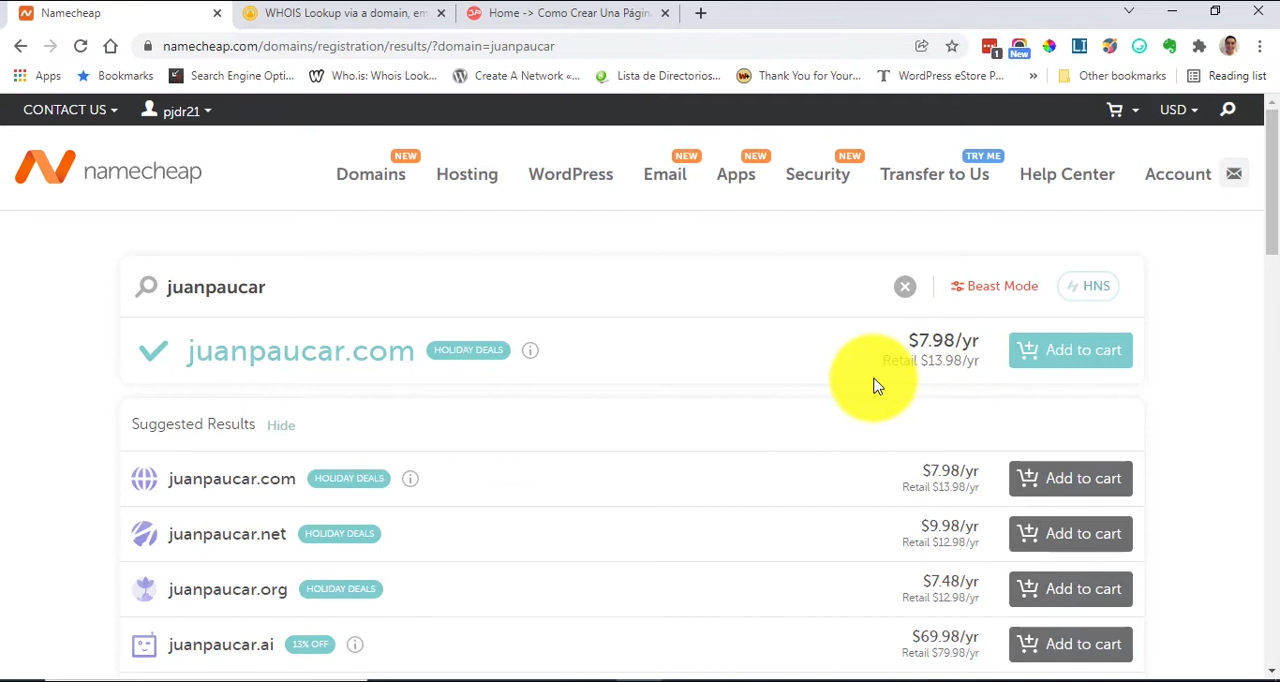 Namecheap
WHOIS Lookup via a domain, em
Home -> Como Crear Una Págin
namecheap.com/domains/registration/results/?domain=juanpaucar
1
New
LI
Apps
Bookmarks
Search Engine Opti...
Who.is: Whois Look...
Create A Network «...
Lista de Directorios...
Thank You for Your...
WordPress eStore P...
»
Other bookmarks
Reading list
CONTACT US
pjdr21
USD
namecheap
Domains
NEW
Hosting
WordPress
Email
NEW
Apps
NEW
Security
NEW
Transfer to Us
TRY ME
Help Center
Account
juanpaucar
Beast Mode
HNS
juanpaucar.com
HOLIDAY DEALS
$7.98/yr
Retail $13.98/yr
Add to cart
Suggested Results
Hide
juanpaucar.com
HOLIDAY DEALS
$7.98/yr
Retail $13.98/yr
Add to cart
juanpaucar.net
HOLIDAY DEALS
$9.98/yr
Retail $12.98/yr
Add to cart
juanpaucar.org
HOLIDAY DEALS
$7.48/yr
Retail $12.98/yr
Add to cart
juanpaucar.ai
13% OFF
$69.98/yr
Retail $79.98/yr
Add to cart